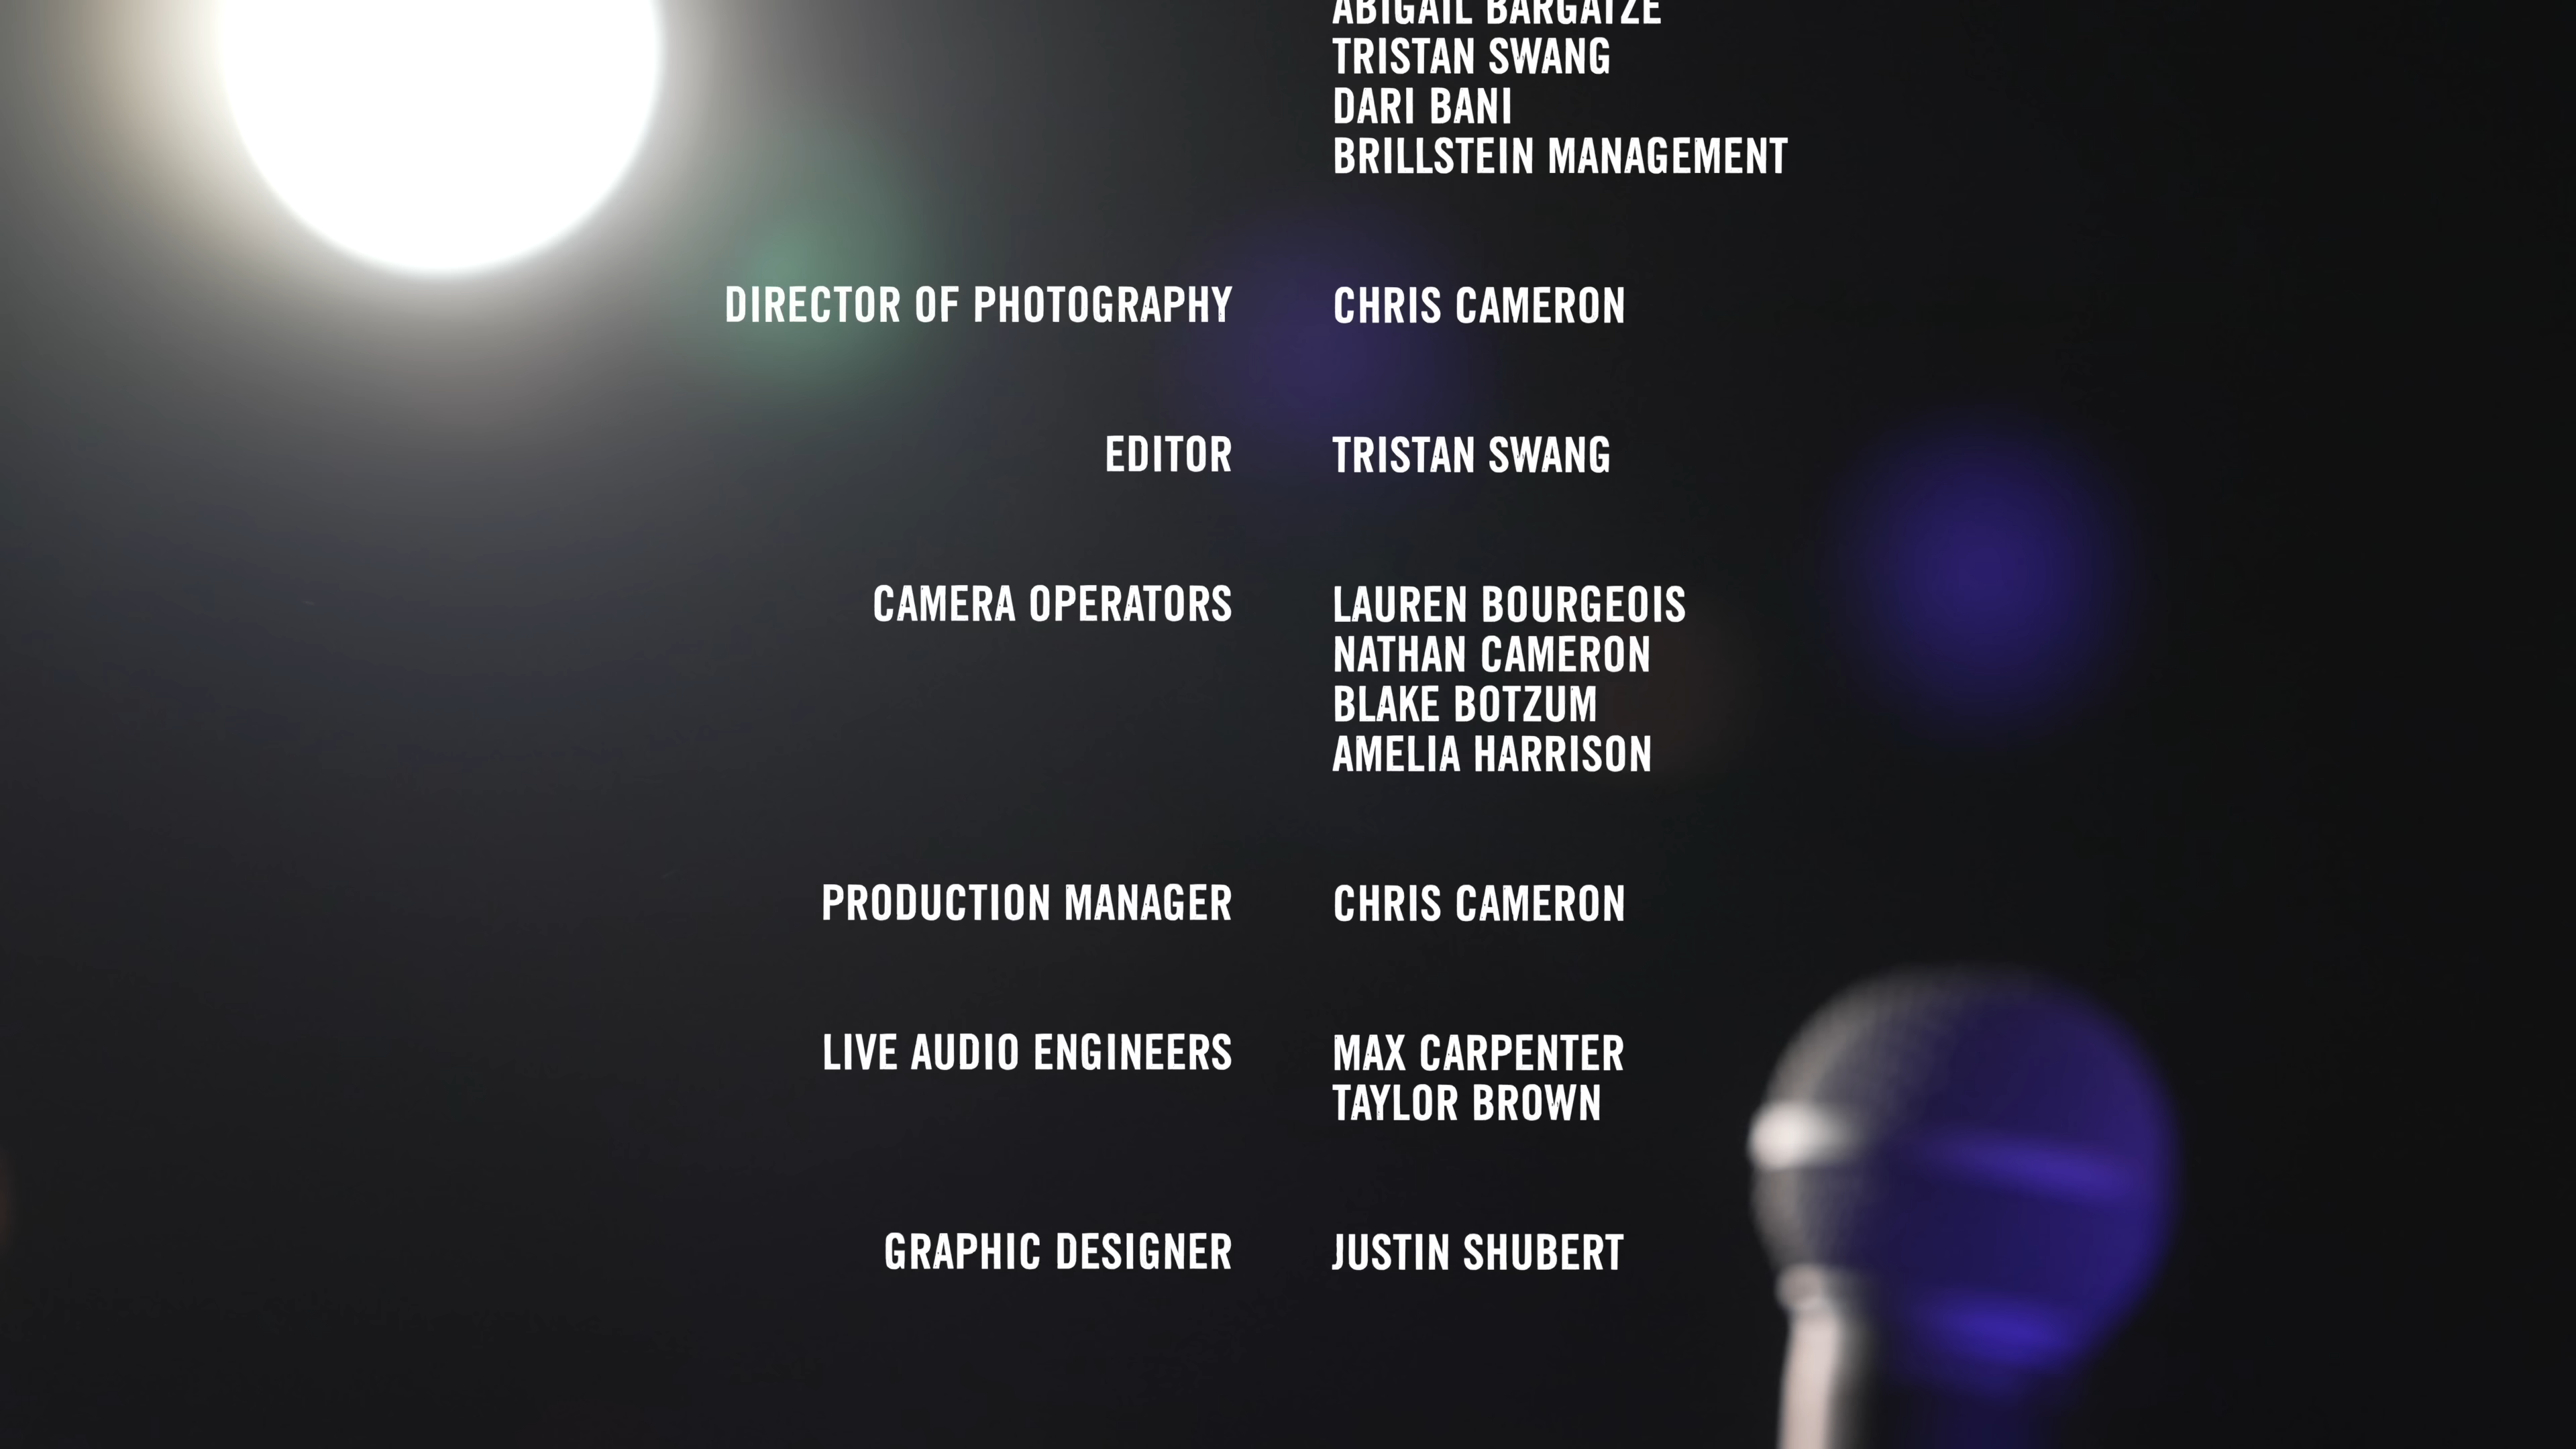 ABIGAIL BARGATZE
TRISTAN SWANG
DARI BANI
BRILLSTEIN MANAGEMENT
DIRECTOR OF PHOTOGRAPHY CHRIS CAMERON
EDITOR TRISTAN SWANG
CAMERA OPERATORS LAUREN BOURGEOIS
NATHAN CAMERON
BLAKE BOTZUM
AMELIA HARRISON
PRODUCTION MANAGER CHRIS CAMERON
LIVE AUDIO ENGINEERS MAX CARPENTER
TAYLOR BROWN
GRAPHIC DESIGNER JUSTIN SHUBERT